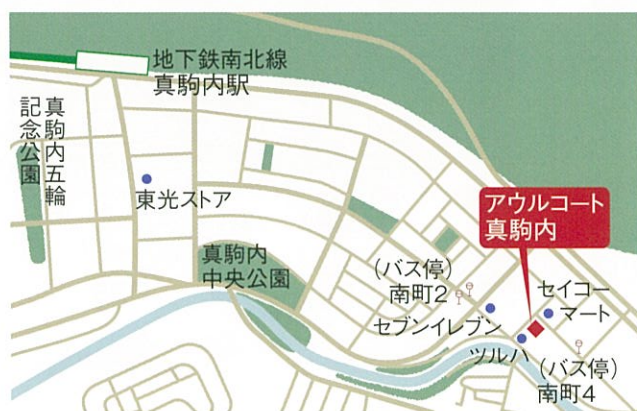 地下鉄南北線
真駒内駅
真駒内五輪
記念公園
東光ストア
アウルコート
真駒内
真駒内
中央公園
(バス停)
南町2
セイコー
マート
セブンイレブン
ツルハ
(バス停)
南町4